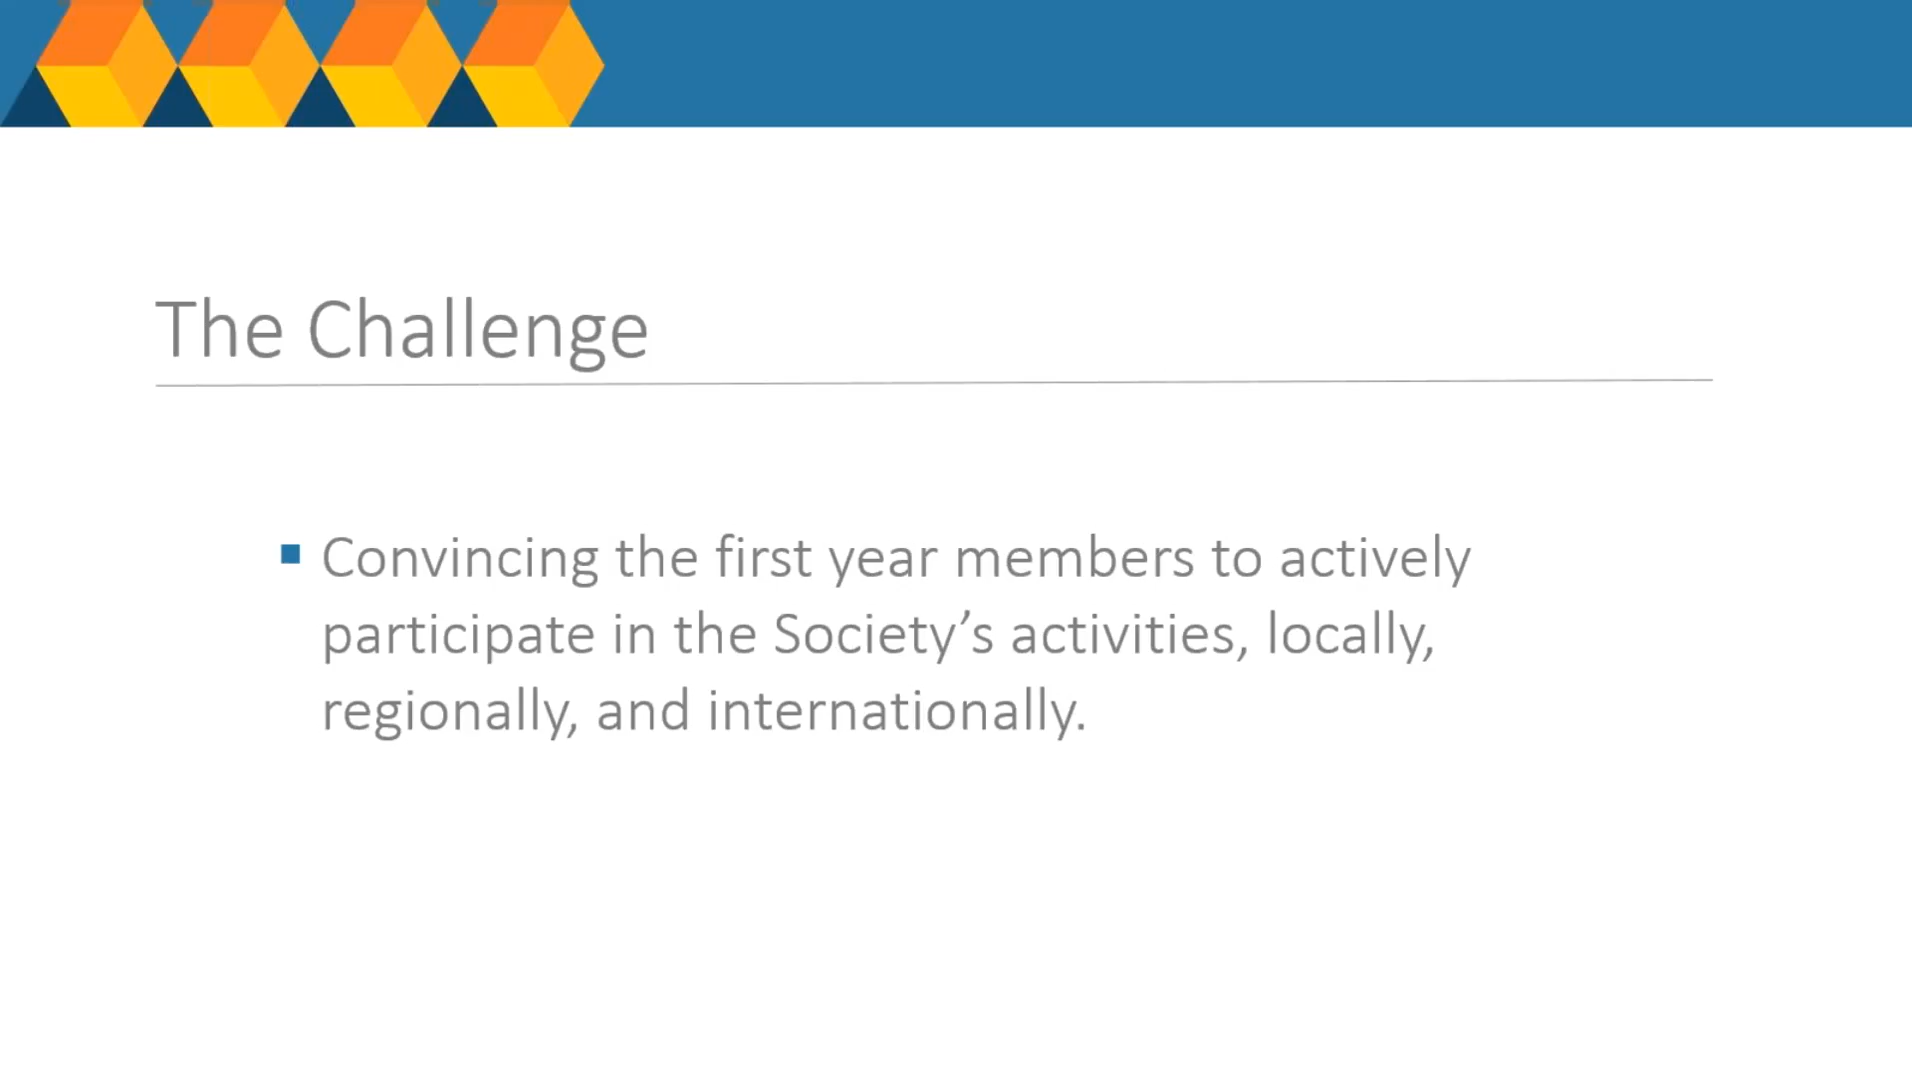 The Challenge
Convincing the first year members to actively
participate in the Society’s activities, locally,
regionally, and internationally.